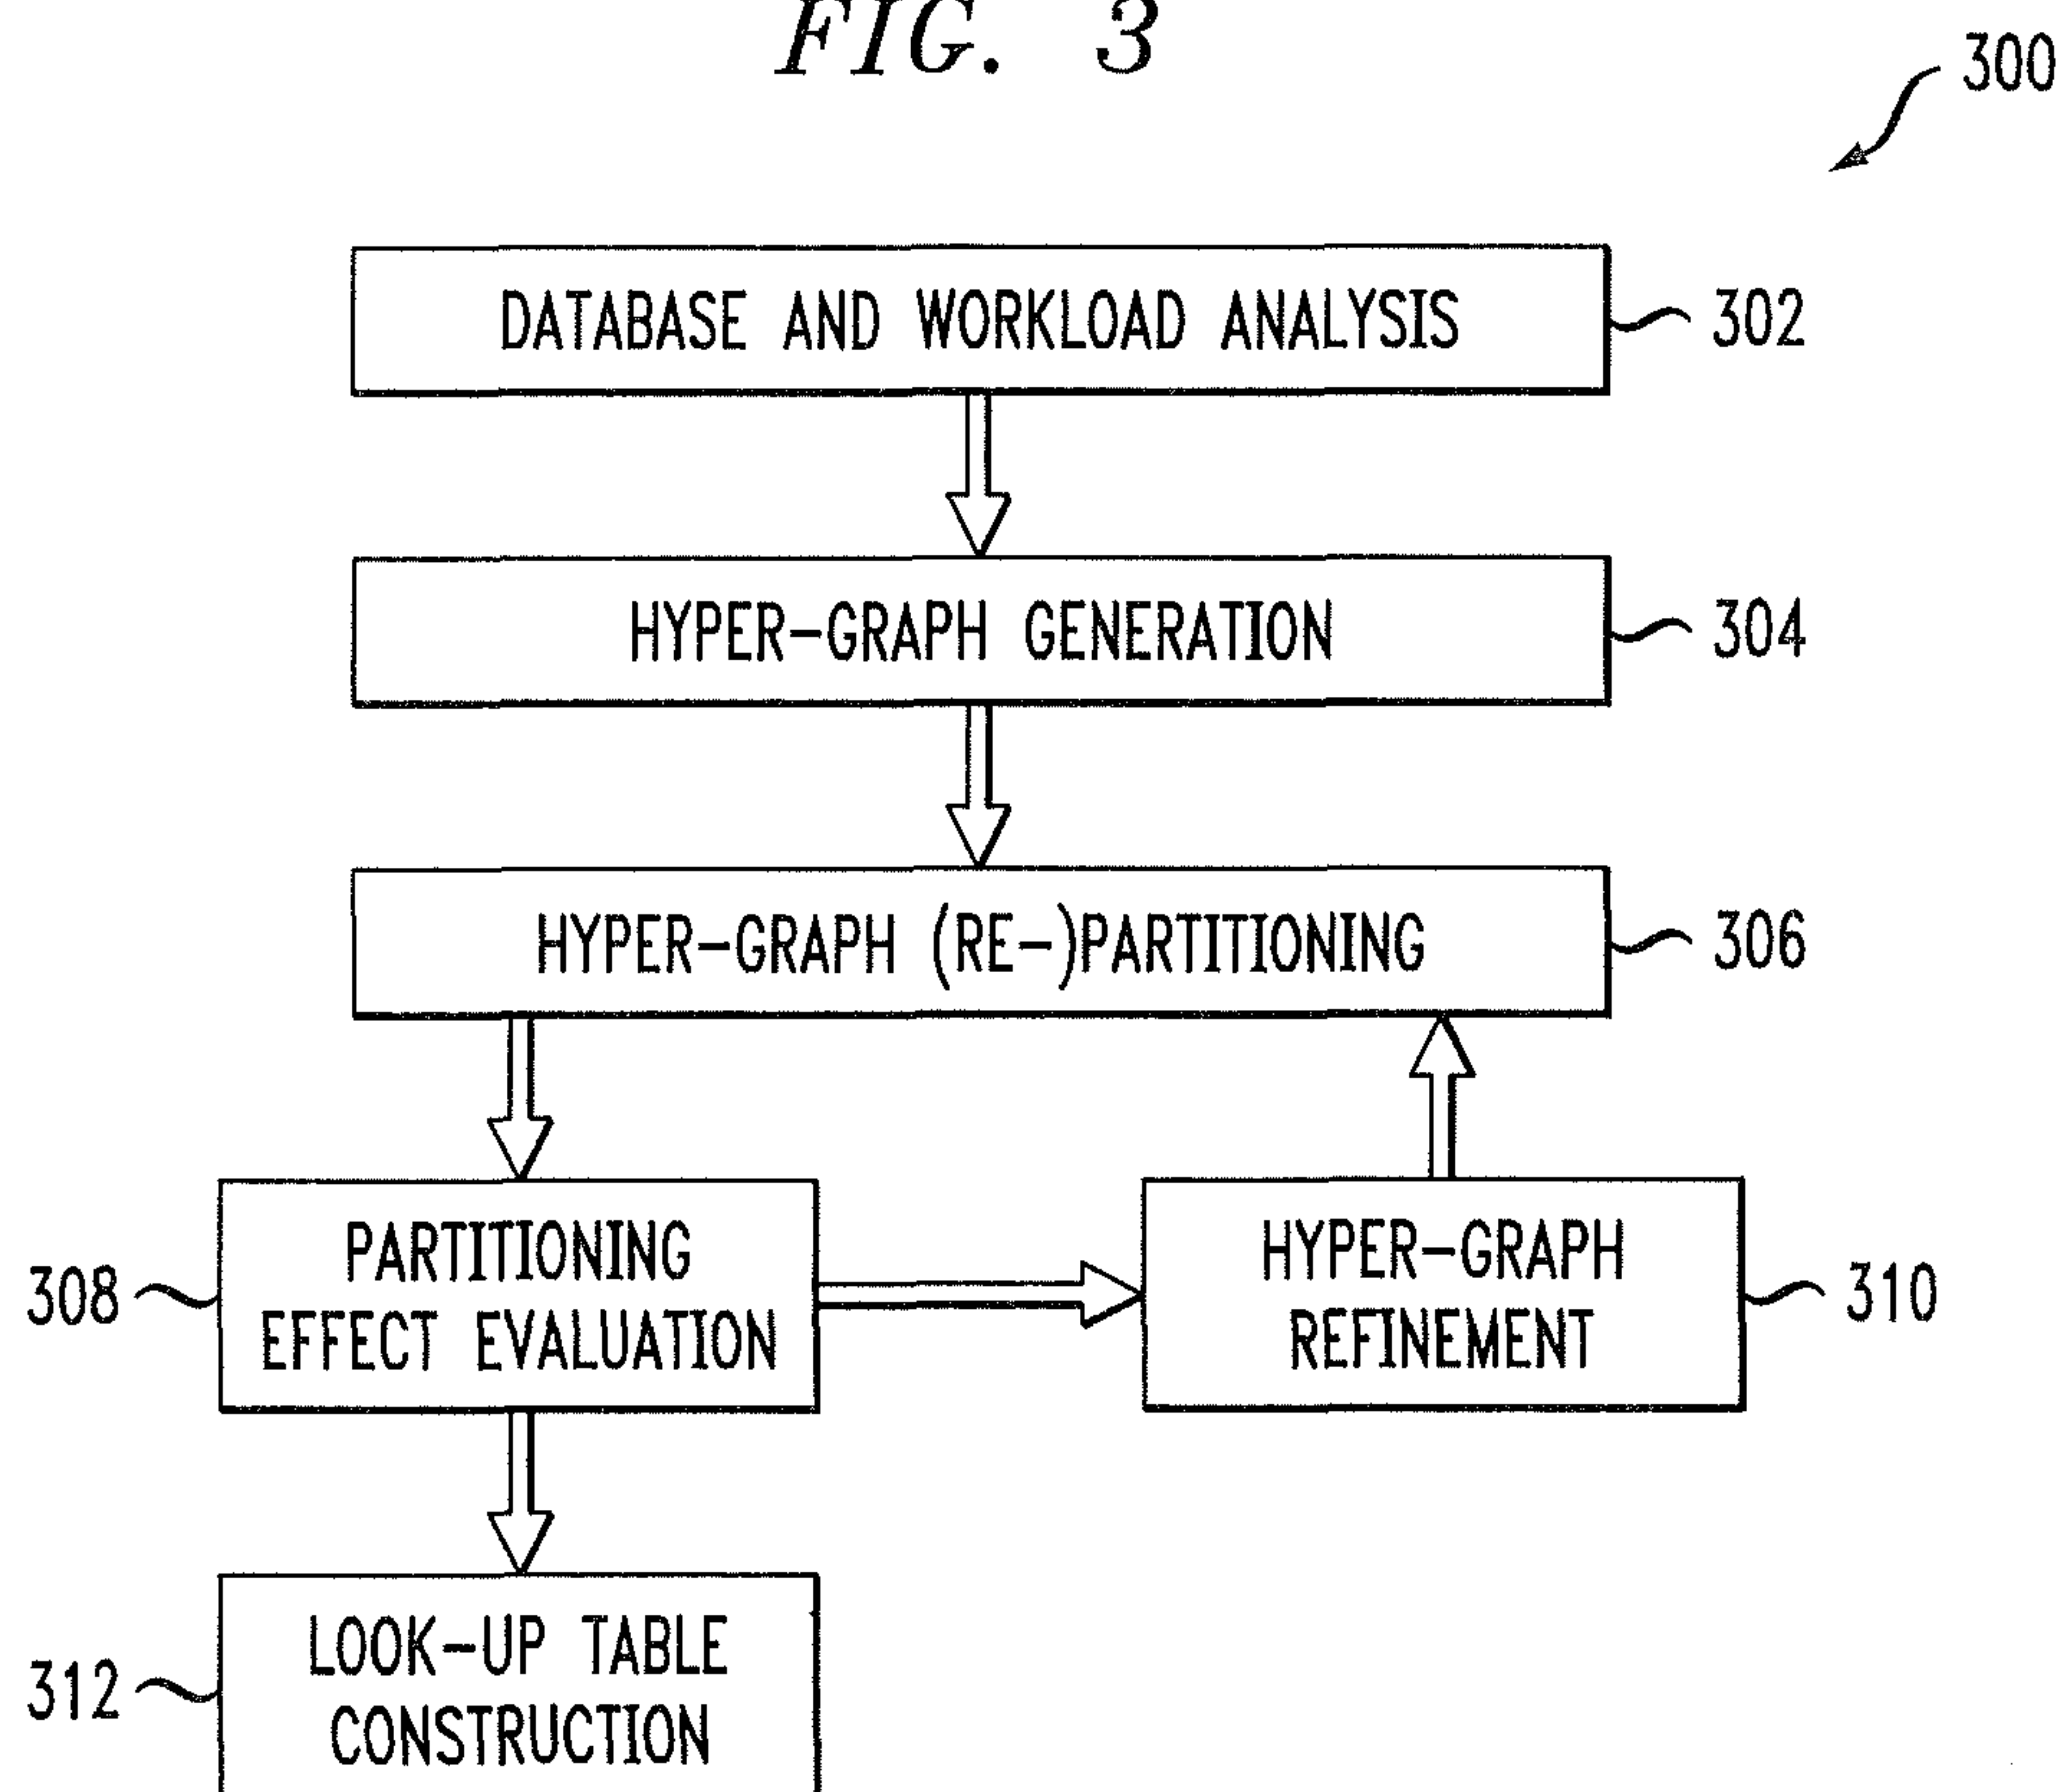 FIG. 3
300
DATABASE AND WORKLOAD ANALYSIS
302
HYPER-GRAPH GENERATION
304
HYPER-GRAPH (RE-)PARTITIONING
306
308
PARTITIONING
EFFECT EVALUATION
HYPER-GRAPH
REFINEMENT
310
312
LOOK-UP TABLE
CONSTRUCTION